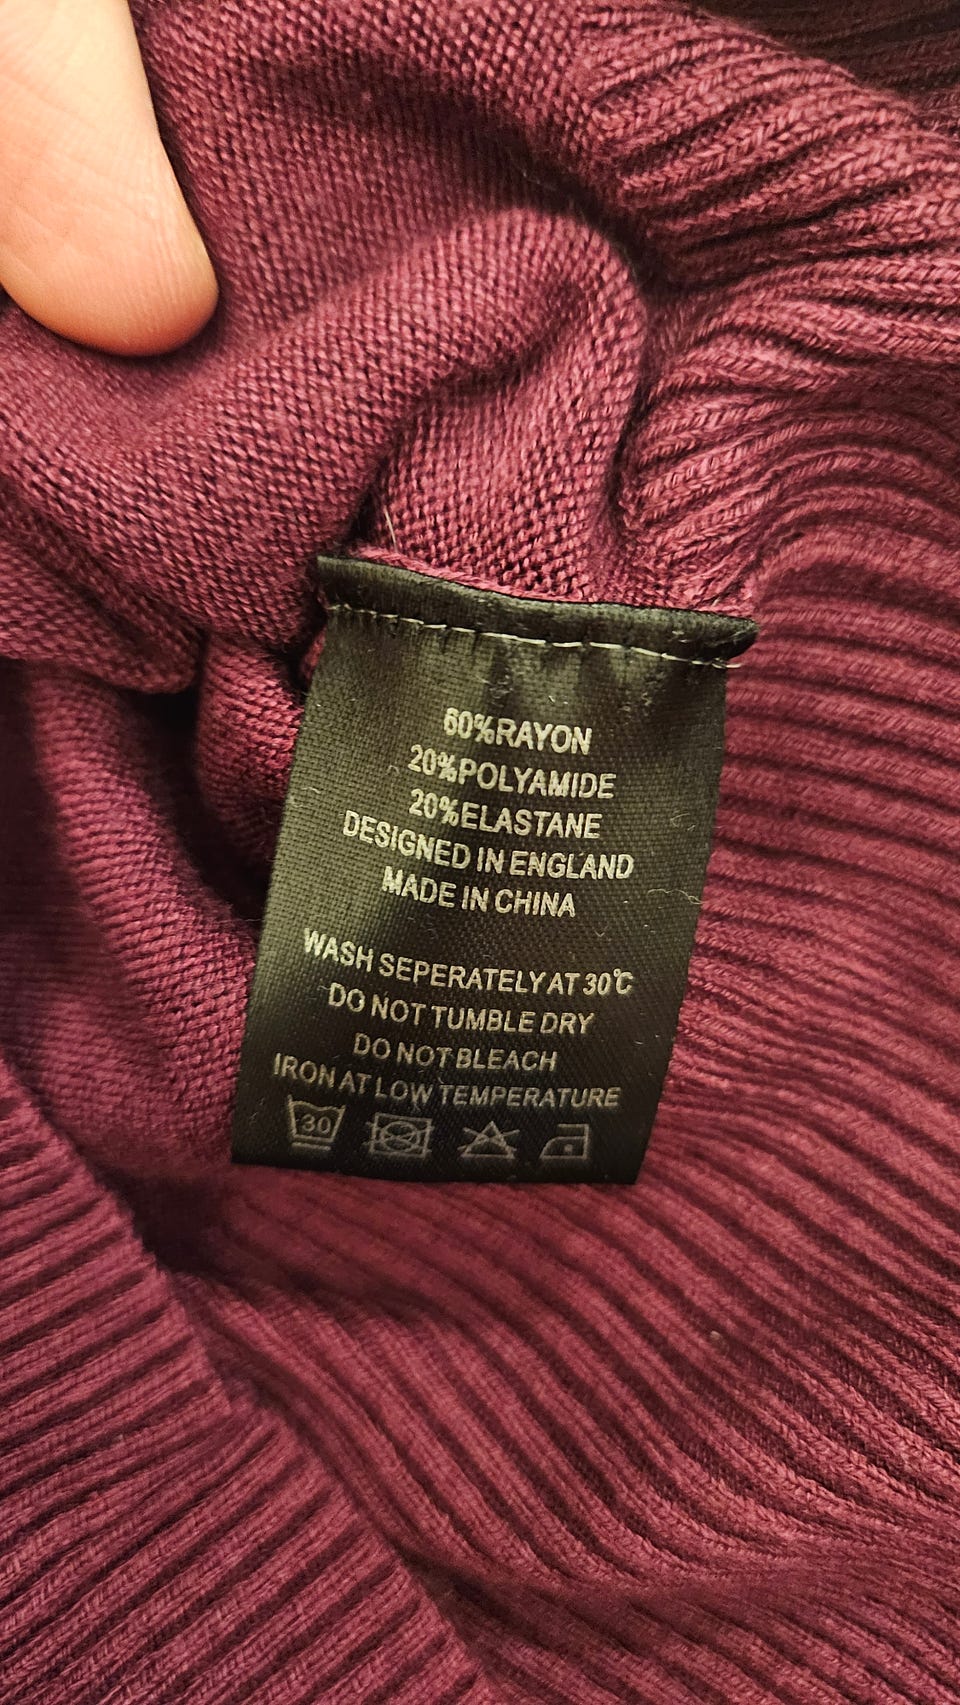 60%RAYON
20%POLYAMIDE
20%ELASTANE
DESIGNED IN ENGLAND
MADE IN CHINA
WASH SEPERATELY AT 30°C
DO NOT TUMBLE DRY
DO NOT BLEACH
IRON AT LOW TEMPERATURE
30